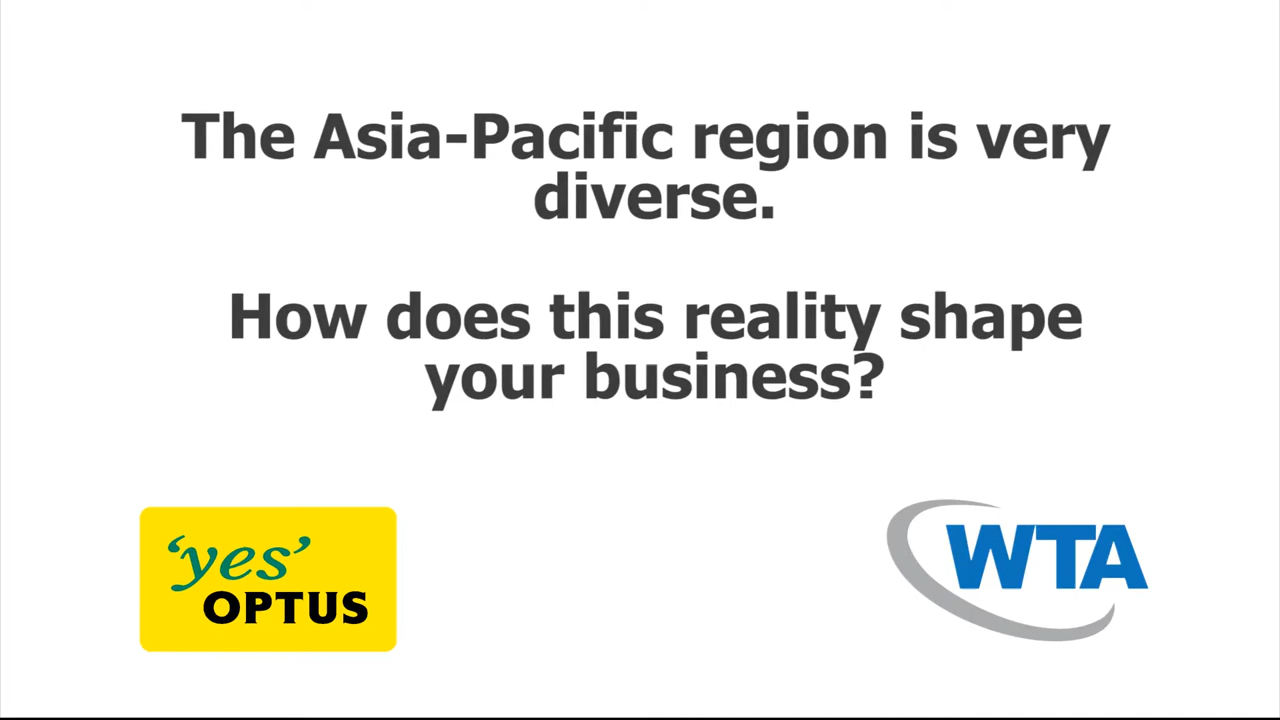 The Asia-Pacific region is very
diverse.
How does this reality shape
your business?
‘yes’
OPTUS
WTA